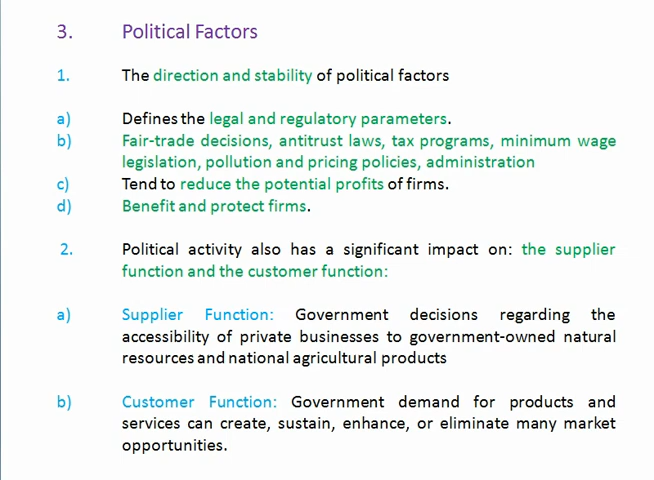 3. Political Factors
1. The direction and stability of political factors
a) Defines the legal and regulatory parameters.
b) Fair-trade decisions, antitrust laws, tax programs, minimum wage
legislation, pollution and pricing policies, administration
c) Tend to reduce the potential profits of firms.
d) Benefit and protect firms.
2. Political activity also has a significant impact on: the supplier
function and the customer function:
a) Supplier Function: Government decisions regarding the
accessibility of private businesses to government-owned natural
resources and national agricultural products
b) Customer Function: Government demand for products and
services can create, sustain, enhance, or eliminate many market
opportunities.